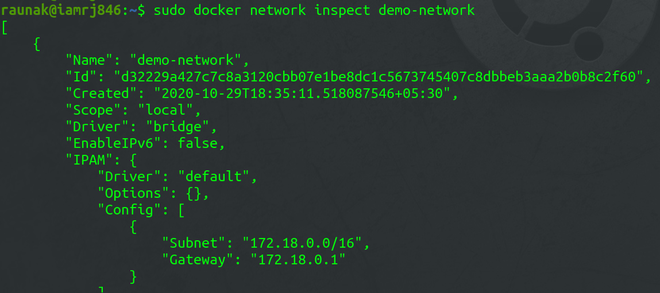 raunak@iamrj846:~$ sudo docker network inspect demo-network
[
    {
        "Name": "demo-network",
        "Id": "d32229a427c7c8a3120cbb07e1be8dc1c5673745407c8dbbeb3aaa2b0b8c2f60",
        "Created": "2020-10-29T18:35:11.518087546+05:30",
        "Scope": "local",
        "Driver": "bridge",
        "EnableIPv6": false,
        "IPAM": {
            "Driver": "default",
            "Options": {},
            "Config": [
                {
                    "Subnet": "172.18.0.0/16",
                    "Gateway": "172.18.0.1"
                }
            ]